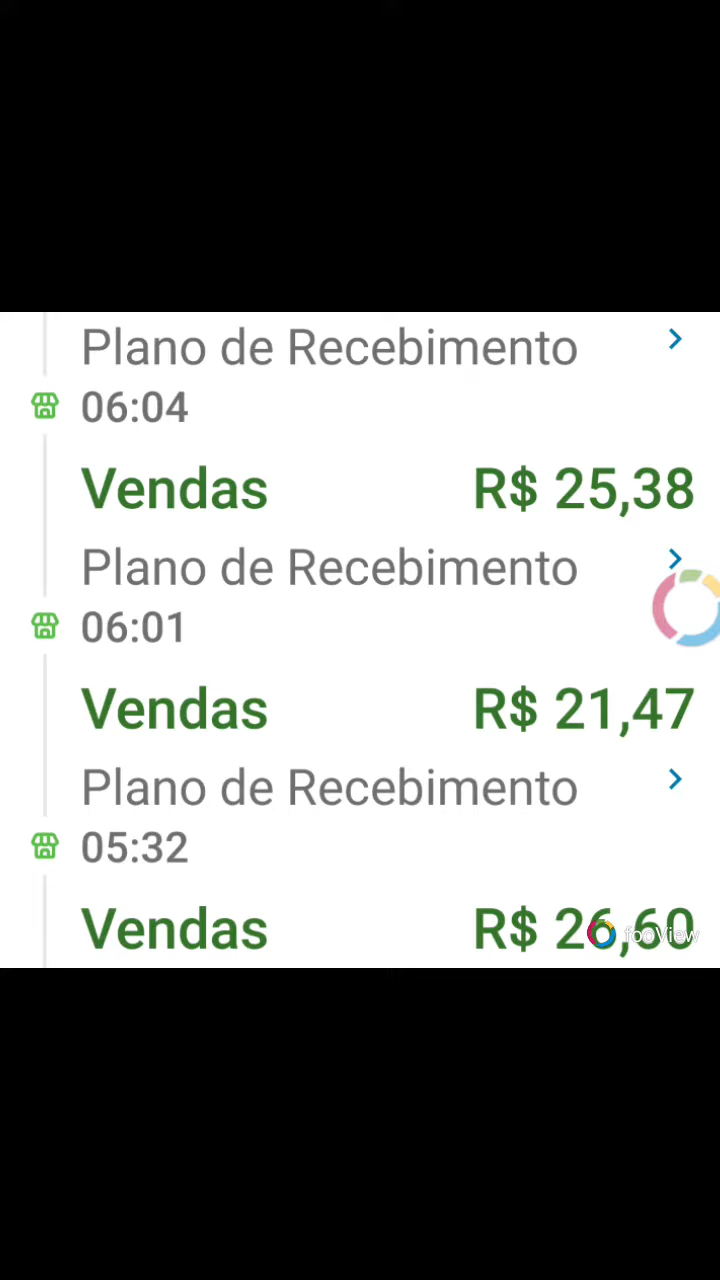 Plano de Recebimento
06:04
Vendas R$ 25,38
Plano de Recebimento
06:01
Vendas R$ 21,47
Plano de Recebimento
05:32
Vendas R$ 26,60
fooView